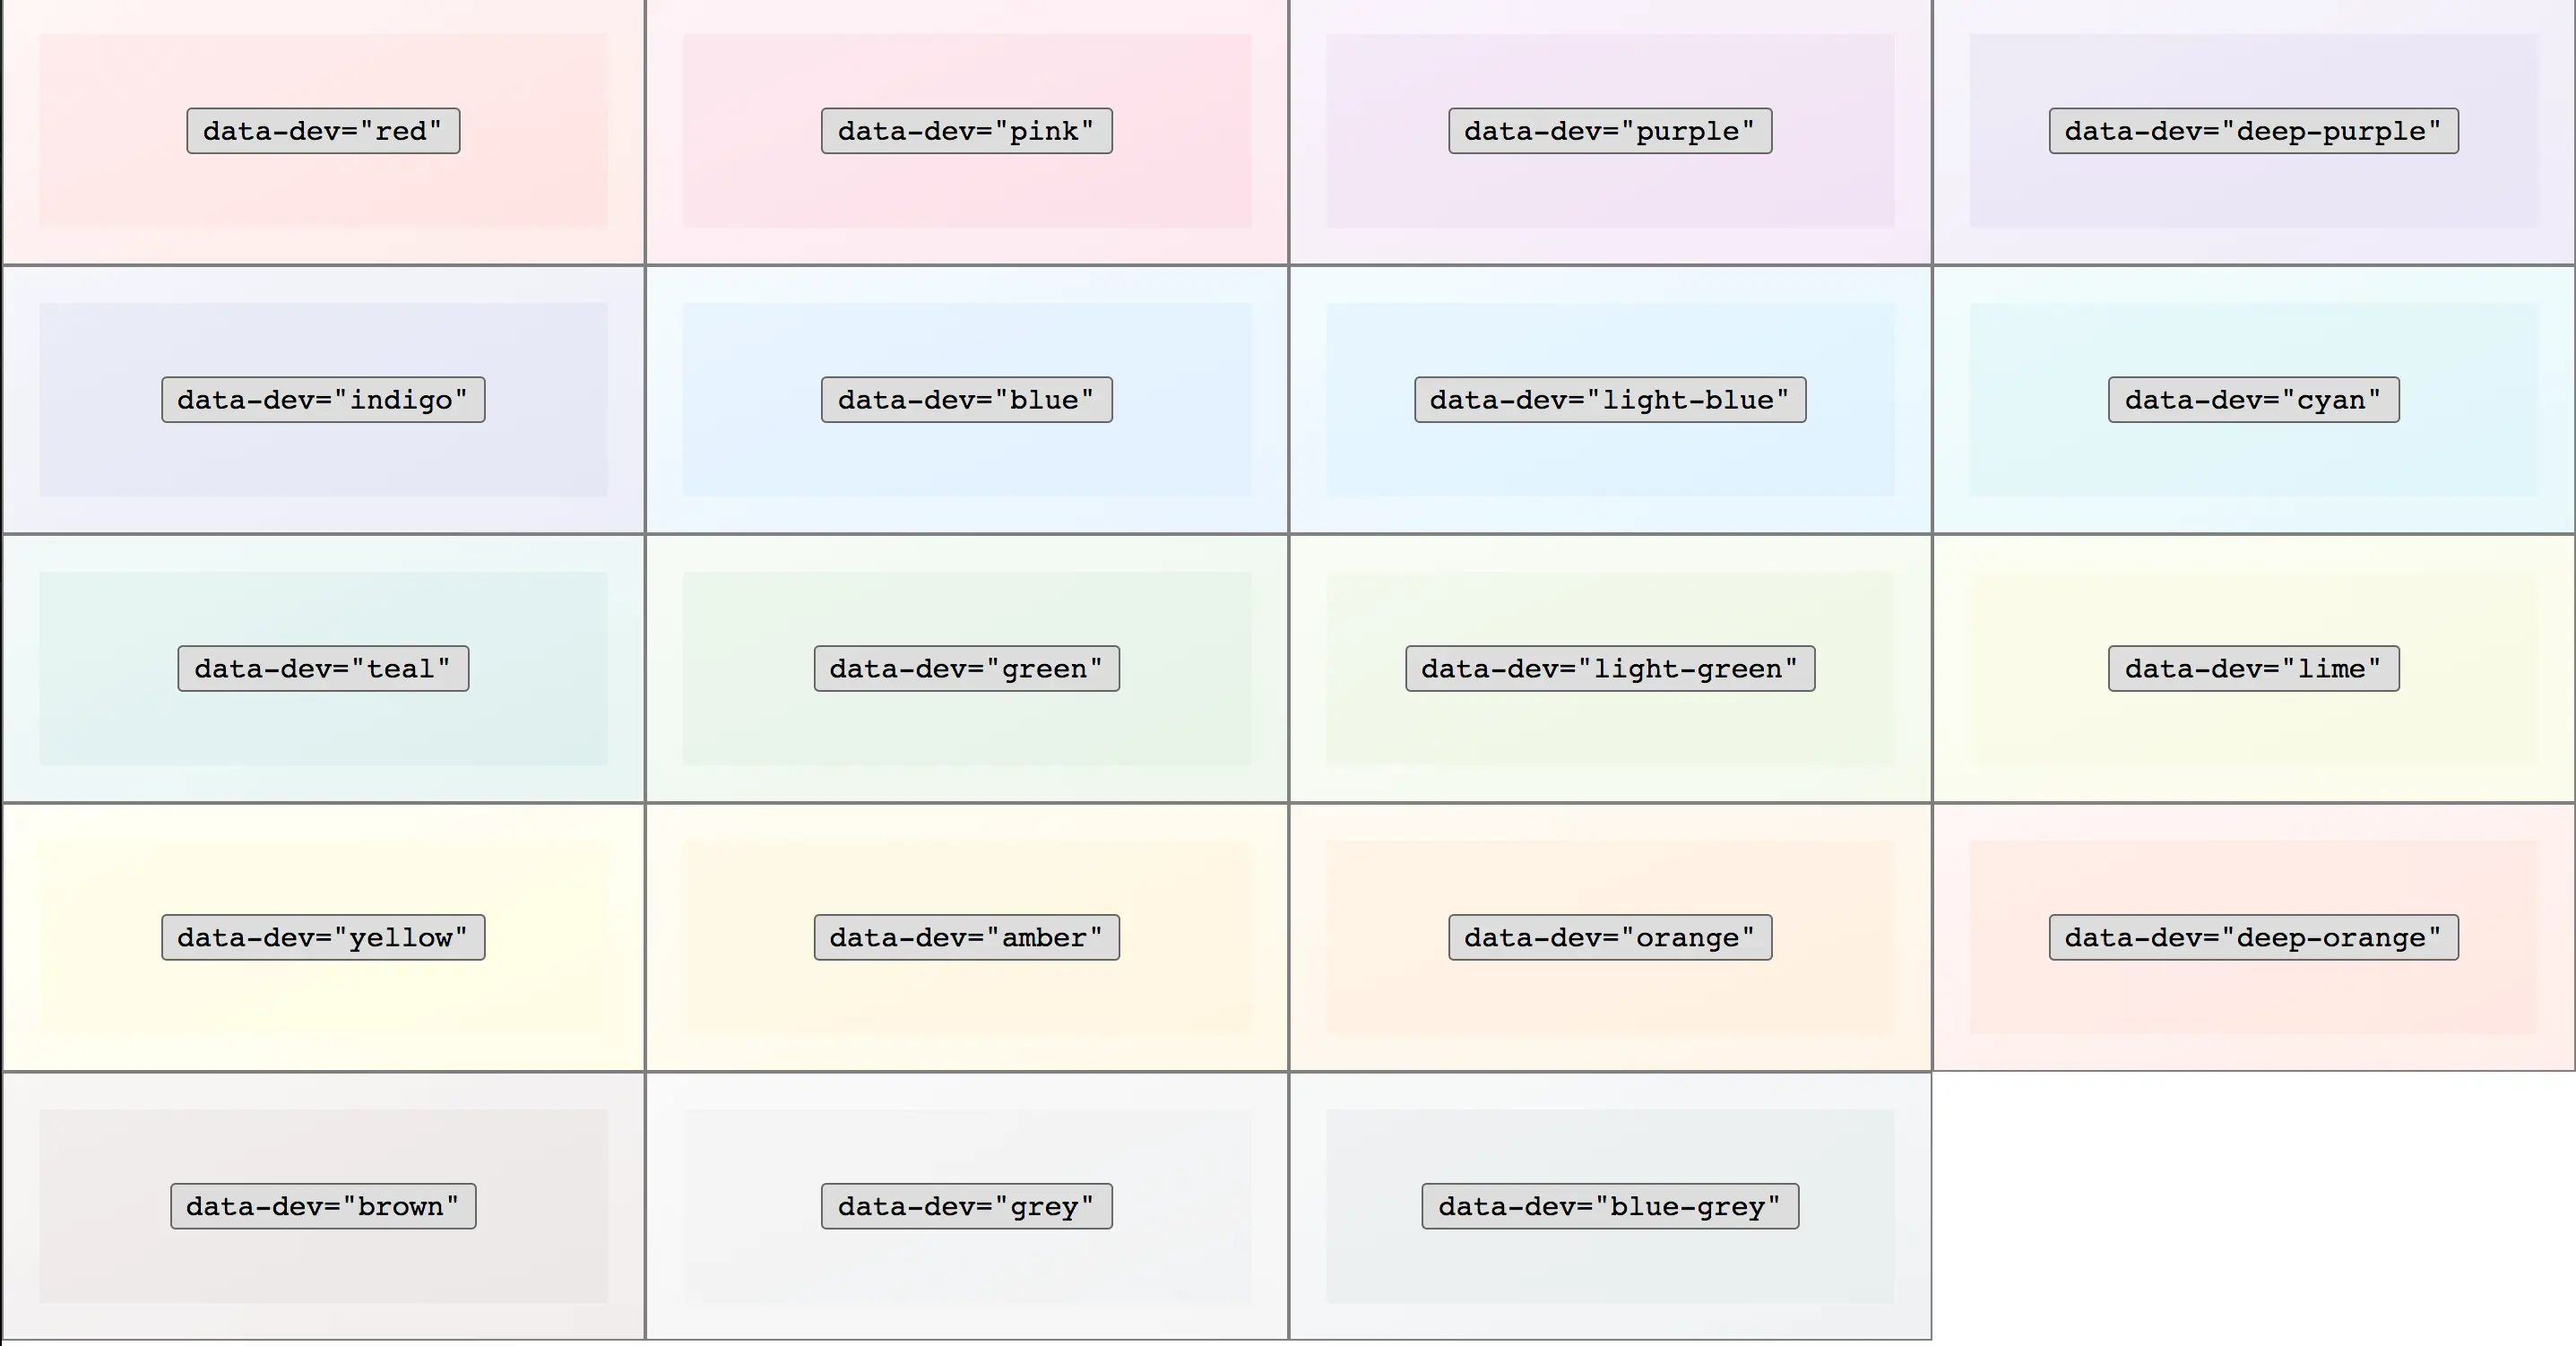 data-dev="red"
data-dev="pink"
data-dev="purple"
data-dev="deep-purple"
data-dev="indigo"
data-dev="blue"
data-dev="light-blue"
data-dev="cyan"
data-dev="teal"
data-dev="green"
data-dev="light-green"
data-dev="lime"
data-dev="yellow"
data-dev="amber"
data-dev="orange"
data-dev="deep-orange"
data-dev="brown"
data-dev="grey"
data-dev="blue-grey"